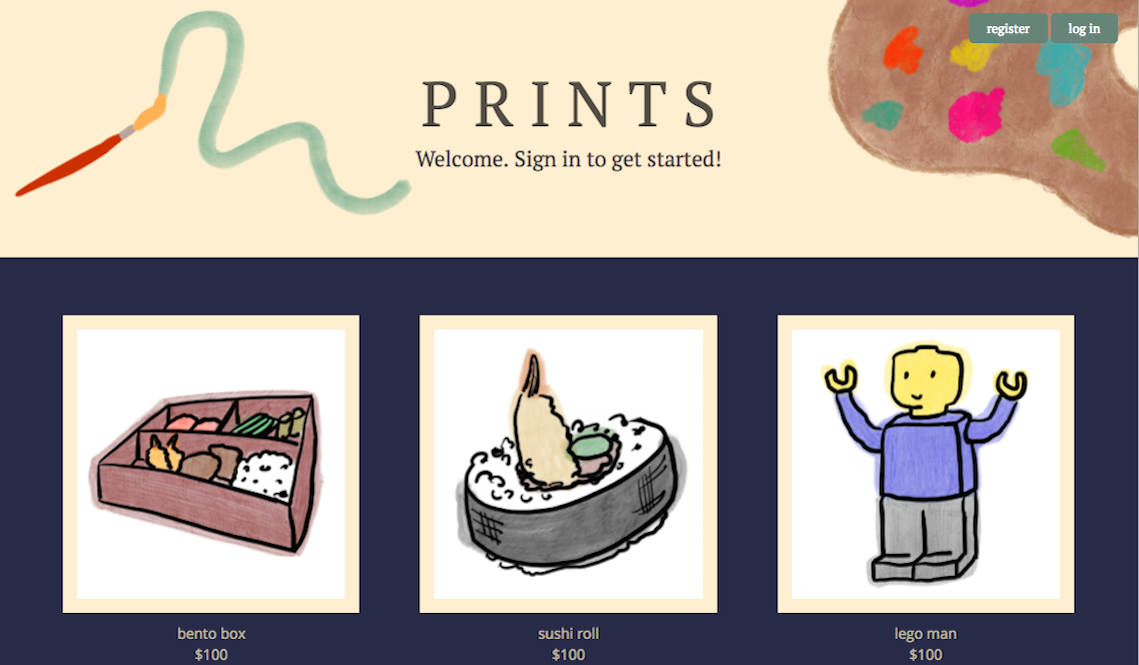 register log in
PRINTS
Welcome. Sign in to get started!
bento box
$100
sushi roll
$100
lego man
$100